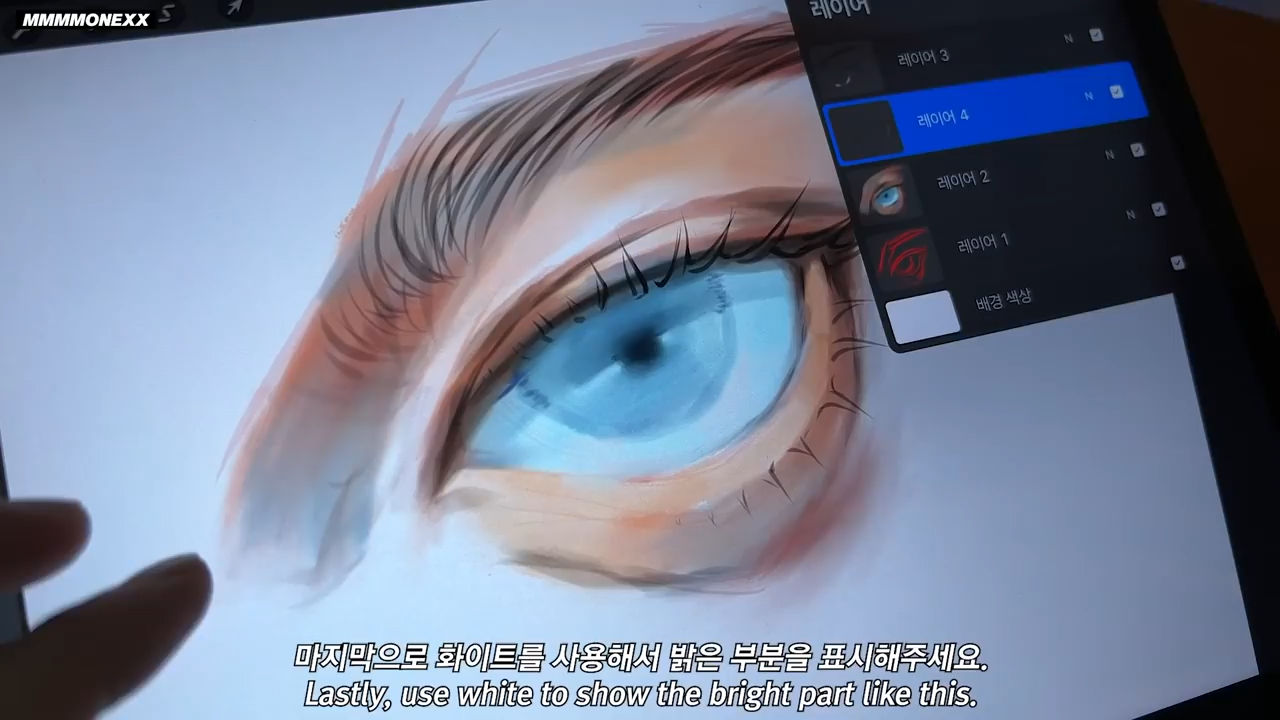 MMMMONEXX
레이어
레이어 3
N
레이어 4
N
레이어 2
N
레이어 1
N
배경 색상
마지막으로 화이트를 사용해서 밝은 부분을 표시해주세요.
Lastly, use white to show the bright part like this.